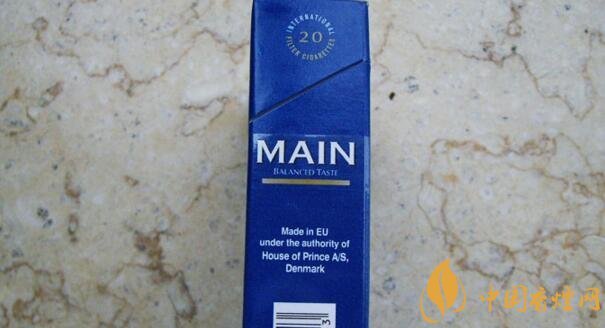 INTERNATIONAL
20
FILTER CIGARETTES
MAIN
BALANCED TASTE
Made in EU
under the authority of
House of Prince A/S,
Denmark
3
中国香烟网